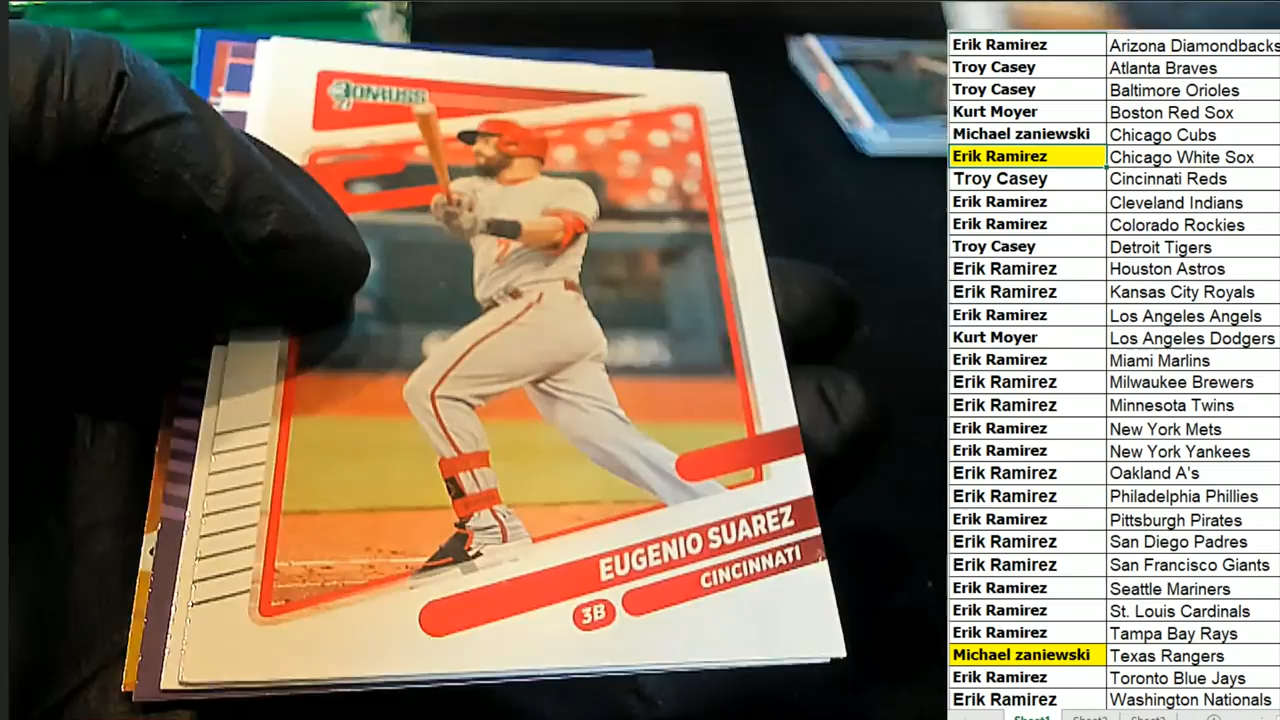 DONRUSS
EUGENIO SUAREZ
CINCINNATI
3B
Erik Ramirez Arizona Diamondbacks
Troy Casey Atlanta Braves
Troy Casey Baltimore Orioles
Kurt Moyer Boston Red Sox
Michael zaniewski Chicago Cubs
Erik Ramirez Chicago White Sox
Troy Casey Cincinnati Reds
Erik Ramirez Cleveland Indians
Erik Ramirez Colorado Rockies
Troy Casey Detroit Tigers
Erik Ramirez Houston Astros
Erik Ramirez Kansas City Royals
Erik Ramirez Los Angeles Angels
Kurt Moyer Los Angeles Dodgers
Erik Ramirez Miami Marlins
Erik Ramirez Milwaukee Brewers
Erik Ramirez Minnesota Twins
Erik Ramirez New York Mets
Erik Ramirez New York Yankees
Erik Ramirez Oakland A's
Erik Ramirez Philadelphia Phillies
Erik Ramirez Pittsburgh Pirates
Erik Ramirez San Diego Padres
Erik Ramirez San Francisco Giants
Erik Ramirez Seattle Mariners
Erik Ramirez St. Louis Cardinals
Erik Ramirez Tampa Bay Rays
Michael zaniewski Texas Rangers
Erik Ramirez Toronto Blue Jays
Erik Ramirez Washington Nationals